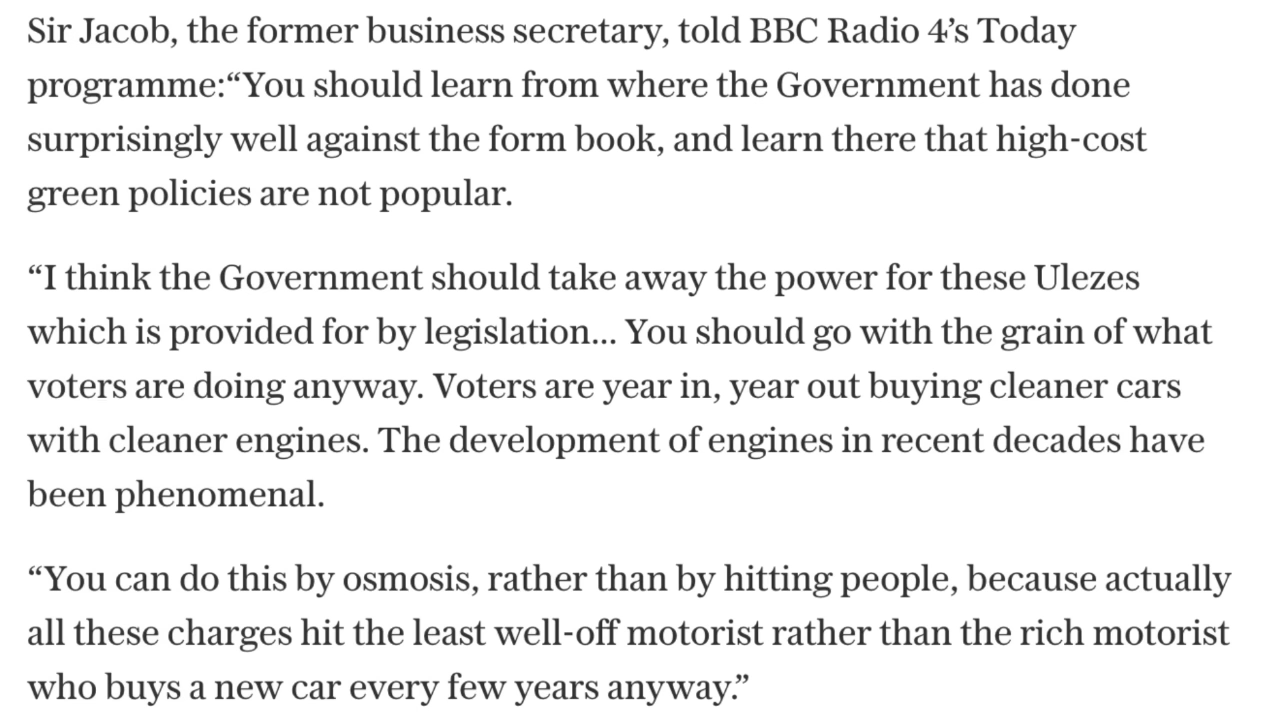 Sir Jacob, the former business secretary, told BBC Radio 4’s Today
programme:“You should learn from where the Government has done
surprisingly well against the form book, and learn there that high-cost
green policies are not popular.
“I think the Government should take away the power for these Ulezes
which is provided for by legislation... You should go with the grain of what
voters are doing anyway. Voters are year in, year out buying cleaner cars
with cleaner engines. The development of engines in recent decades have
been phenomenal.
“You can do this by osmosis, rather than by hitting people, because actually
all these charges hit the least well-off motorist rather than the rich motorist
who buys a new car every few years anyway.”